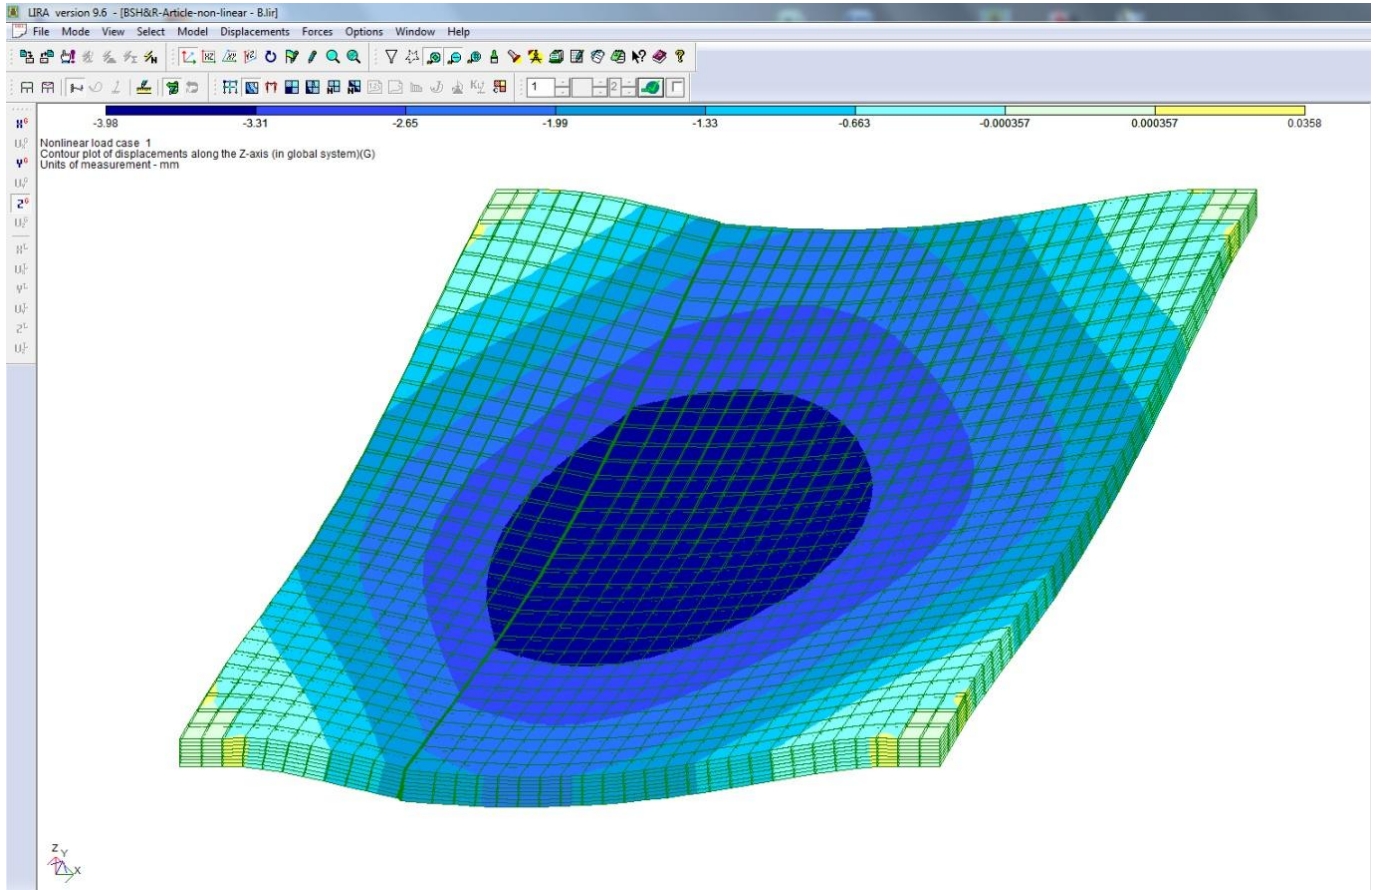 LIRA version 9.6 - [BSH&R-Article-non-linear - B.lir]
File Mode View Select Model Displacements Forces Options Window Help
1 2
-3.98 -3.31 -2.65 -1.99 -1.33 -0.663 -0.000357 0.000357 0.0358
Nonlinear load case 1
Contour plot of displacements along the Z-axis (in global system)(G)
Units of measurement - mm
Z Y
X